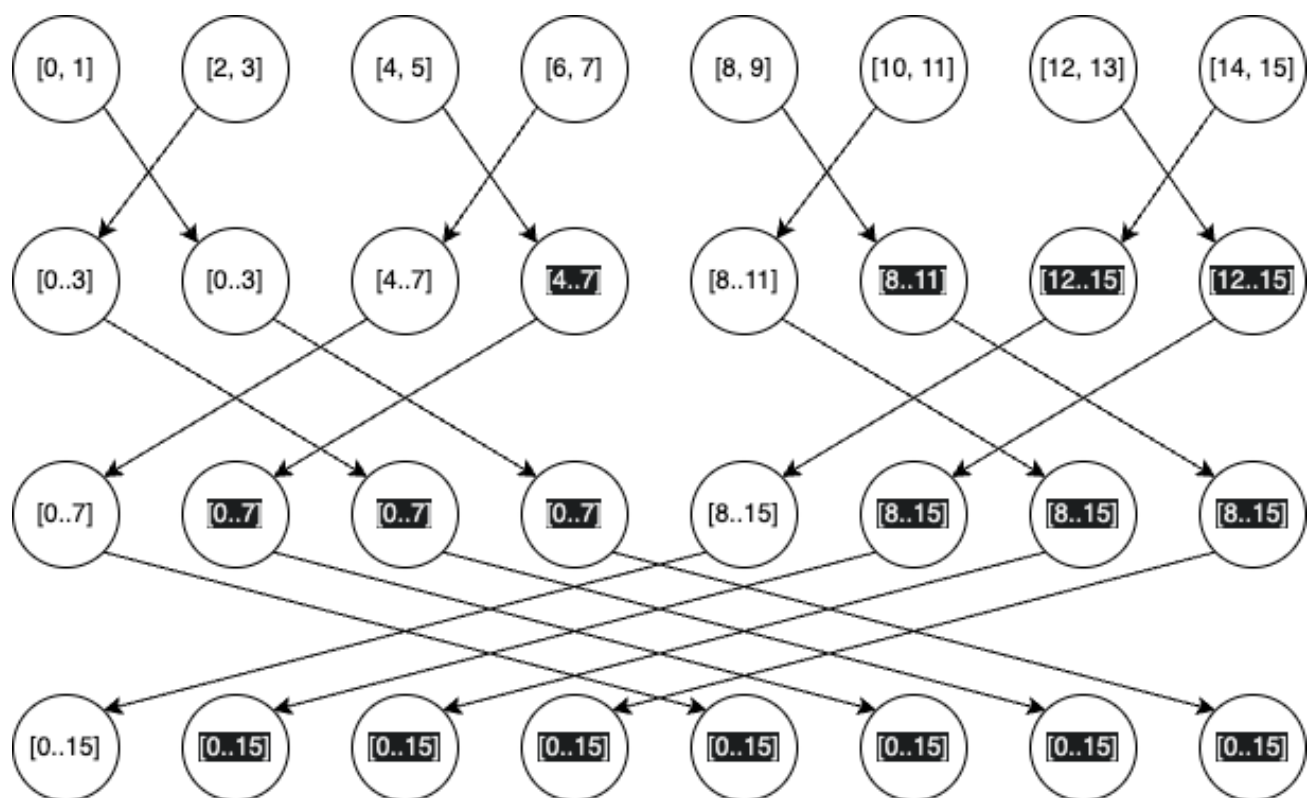 [0, 1] [2, 3] [4, 5] [6, 7] [8, 9] [10, 11] [12, 13] [14, 15]
[0..3] [0..3] [4..7] [4..7] [8..11] [8..11] [12..15] [12..15]
[0..7] [0..7] [0..7] [0..7] [8..15] [8..15] [8..15] [8..15]
[0..15] [0..15] [0..15] [0..15] [0..15] [0..15] [0..15] [0..15]